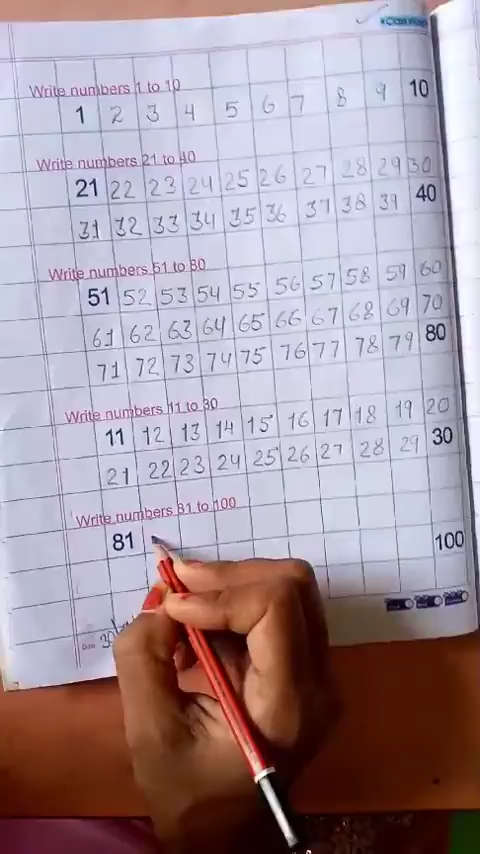 Write numbers 1 to 10
1 2 3 4 5 6 7 8 9 10
Write numbers 21 to 40
21 22 23 24 25 26 27 28 29 30
31 32 33 34 35 36 37 38 39 40
Write numbers 51 to 80
51 52 53 54 55 56 57 58 59 60
61 62 63 64 65 66 67 68 69 70
71 72 73 74 75 76 77 78 79 80
Write numbers 11 to 30
11 12 13 14 15 16 17 18 19 20
21 22 23 24 25 26 27 28 29 30
Write numbers 81 to 100
81 100
Date 30